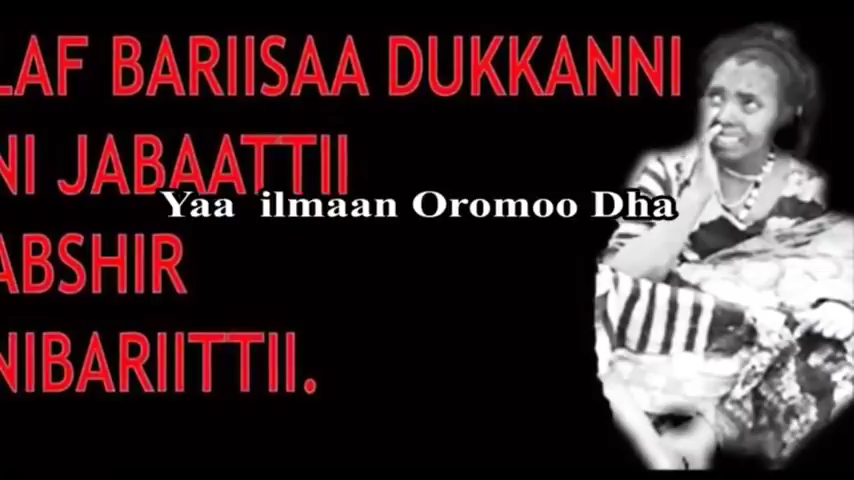 LAF BARIISAA DUKKANNI
NI JABAATTII
Yaa ilmaan Oromoo Dha
ABSHIR
NIBARIITTII.